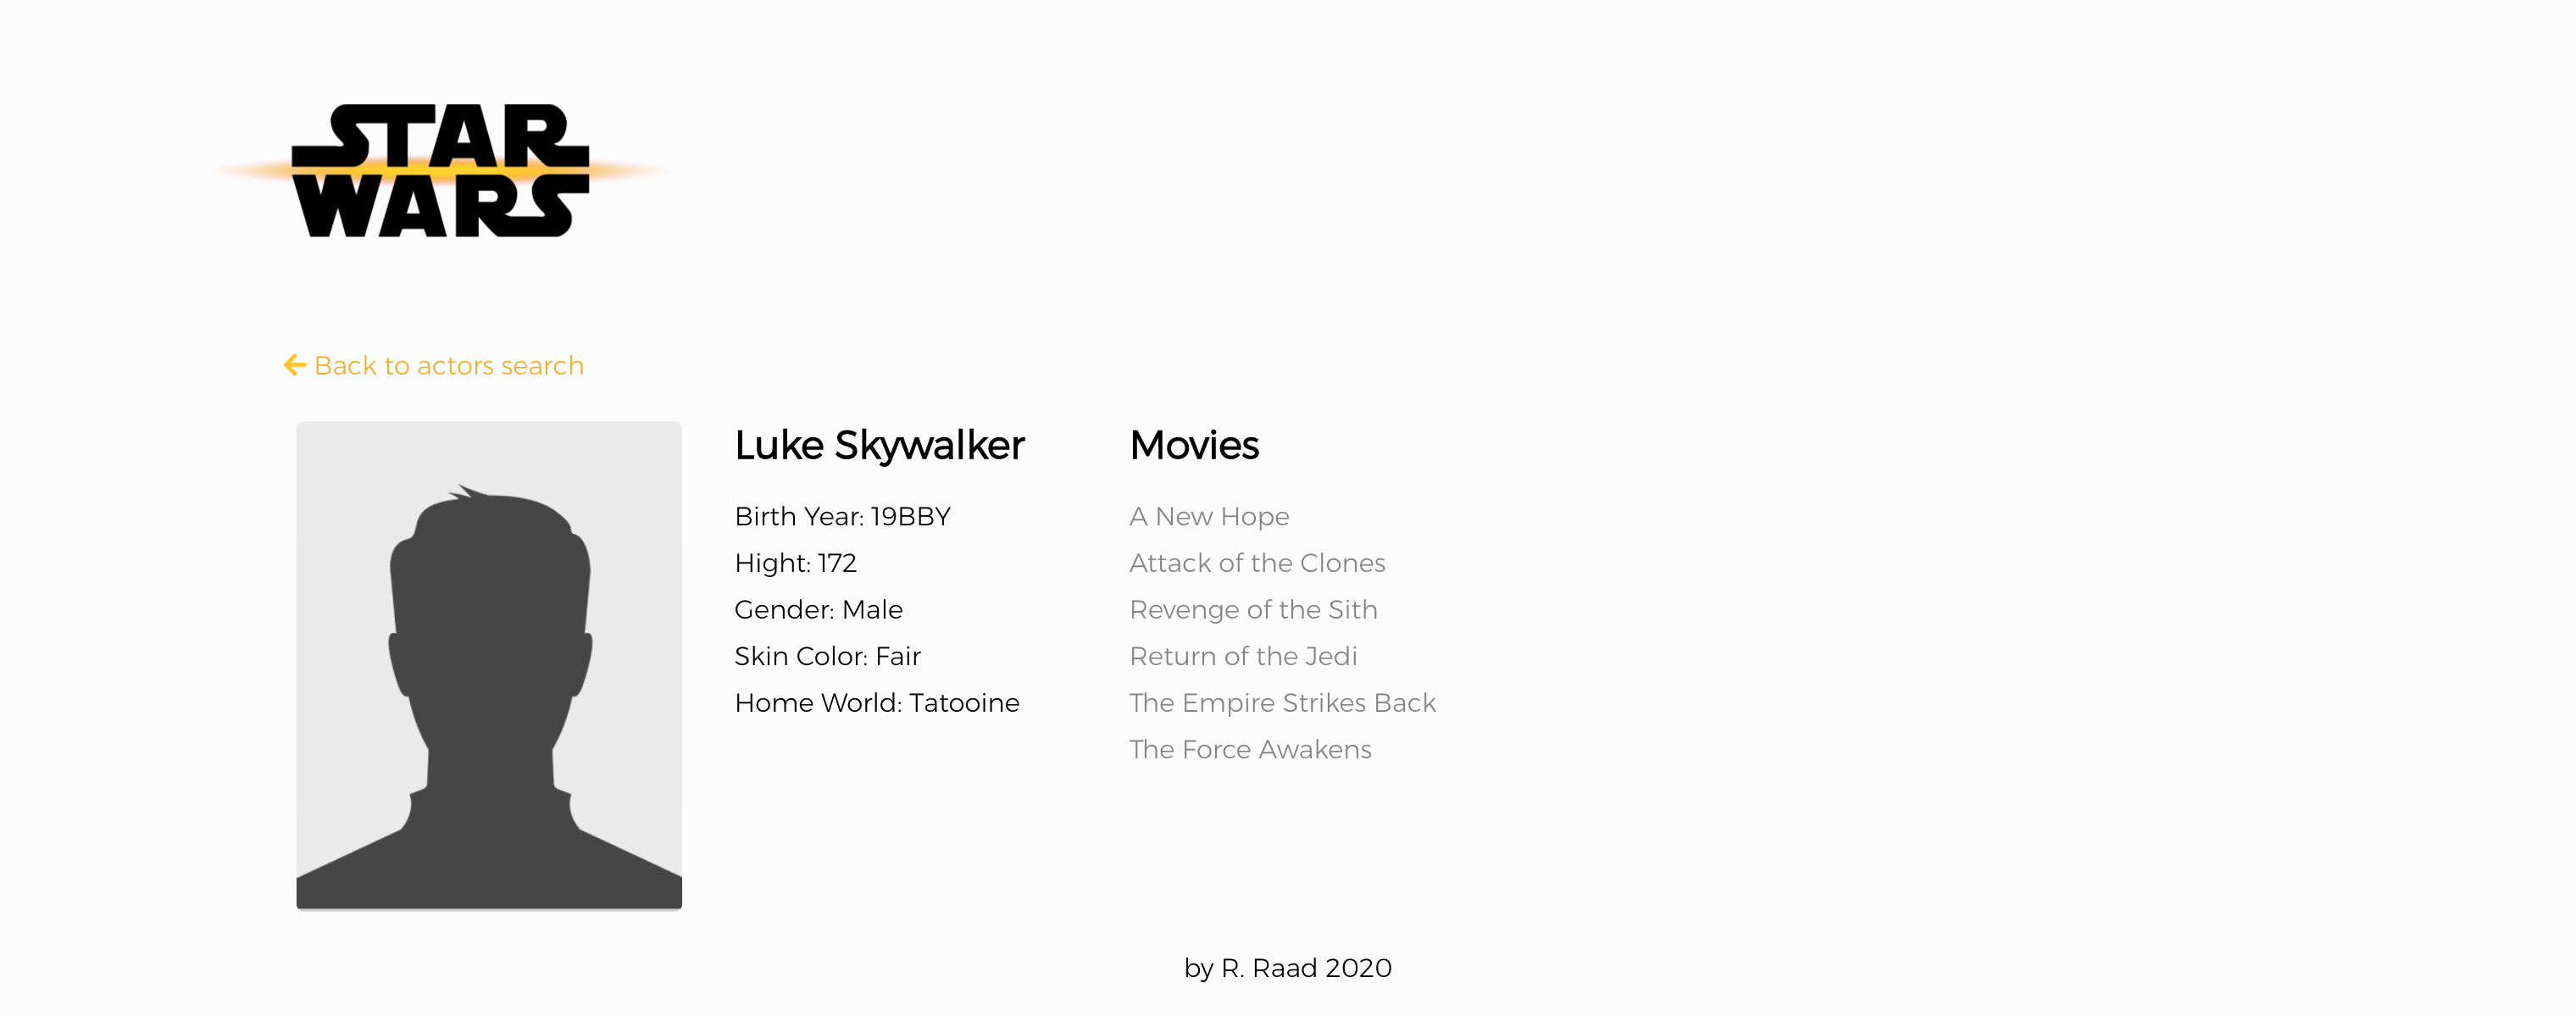 STAR
WARS
Back to actors search
Luke Skywalker
Birth Year: 19BBY
Hight: 172
Gender: Male
Skin Color: Fair
Home World: Tatooine
Movies
A New Hope
Attack of the Clones
Revenge of the Sith
Return of the Jedi
The Empire Strikes Back
The Force Awakens
by R. Raad 2020